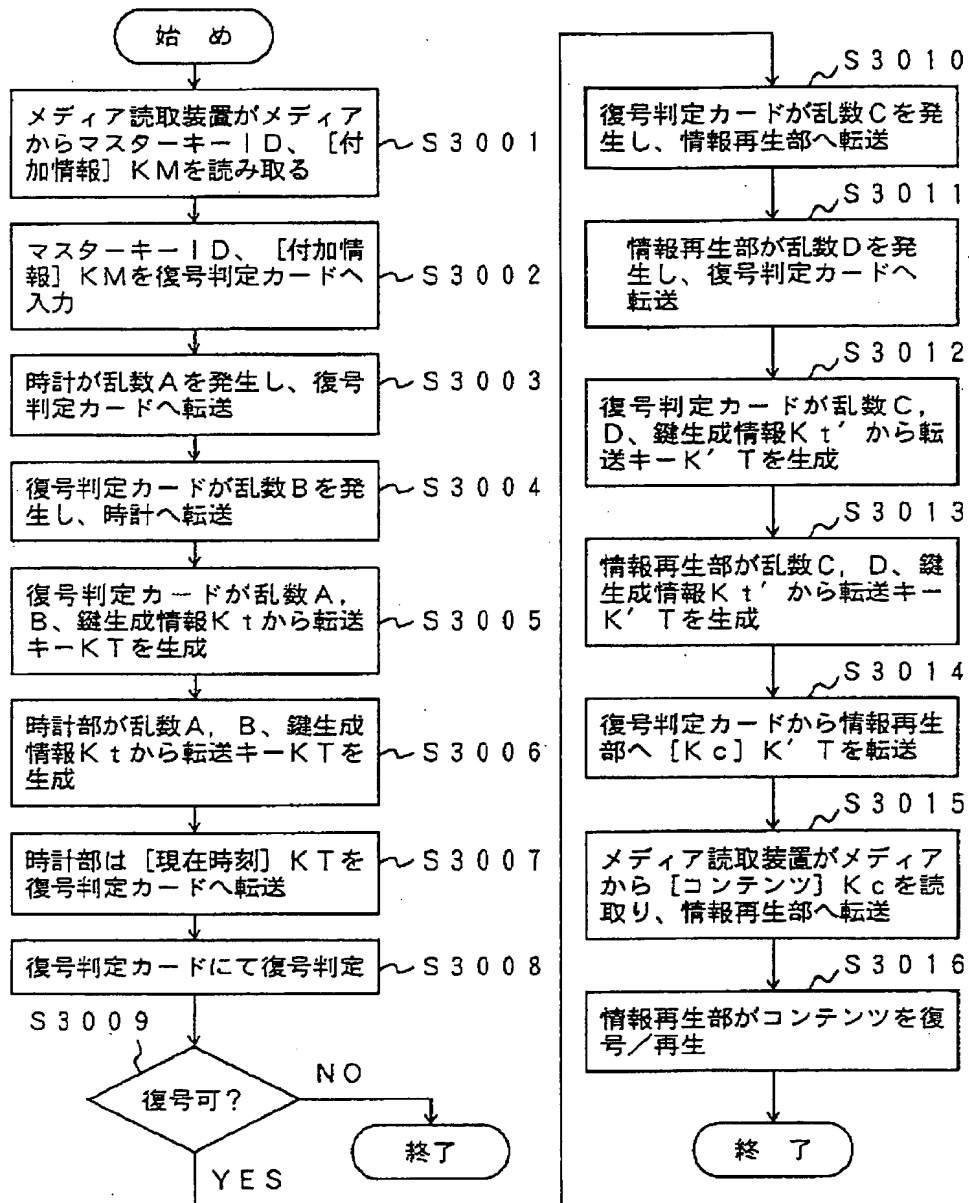 始 め
メディア読取装置がメディア
からマスターキーＩＤ、［付
加情報］ＫＭを読み取る
Ｓ３００１
マスターキーＩＤ、［付加情
報］ＫＭを復号判定カードへ
入力
Ｓ３００２
時計が乱数Ａを発生し、復号
判定カードへ転送
Ｓ３００３
復号判定カードが乱数Ｂを発
生し、時計へ転送
Ｓ３００４
復号判定カードが乱数Ａ，
Ｂ、鍵生成情報Ｋｔから転送
キーＫＴを生成
Ｓ３００５
時計部が乱数Ａ，Ｂ、鍵生成
情報Ｋｔから転送キーＫＴを
生成
Ｓ３００６
時計部は［現在時刻］ＫＴを
復号判定カードへ転送
Ｓ３００７
復号判定カードにて復号判定
Ｓ３００８
Ｓ３００９
復号可？
ＮＯ
終了
ＹＥＳ
Ｓ３０１０
復号判定カードが乱数Ｃを発
生し、情報再生部へ転送
Ｓ３０１１
情報再生部が乱数Ｄを発
生し、復号判定カードへ
転送
Ｓ３０１２
復号判定カードが乱数Ｃ，
Ｄ、鍵生成情報Ｋｔ′から転
送キーＫ′Ｔを生成
Ｓ３０１３
情報再生部が乱数Ｃ，Ｄ、鍵
生成情報Ｋｔ′から転送キー
Ｋ′Ｔを生成
Ｓ３０１４
復号判定カードから情報再生
部へ［Ｋｃ］Ｋ′Ｔを転送
Ｓ３０１５
メディア読取装置がメディア
から［コンテンツ］Ｋｃを読
取り、情報再生部へ転送
Ｓ３０１６
情報再生部がコンテンツを復
号／再生
終 了